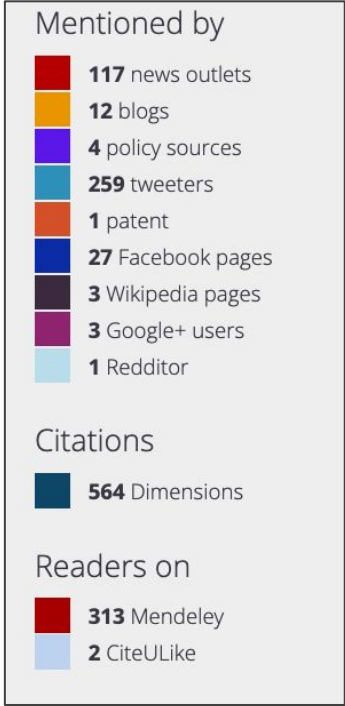 Mentioned by
117 news outlets
12 blogs
4 policy sources
259 tweeters
1 patent
27 Facebook pages
3 Wikipedia pages
3 Google+ users
1 Redditor
Citations
564 Dimensions
Readers on
313 Mendeley
2 CiteULike